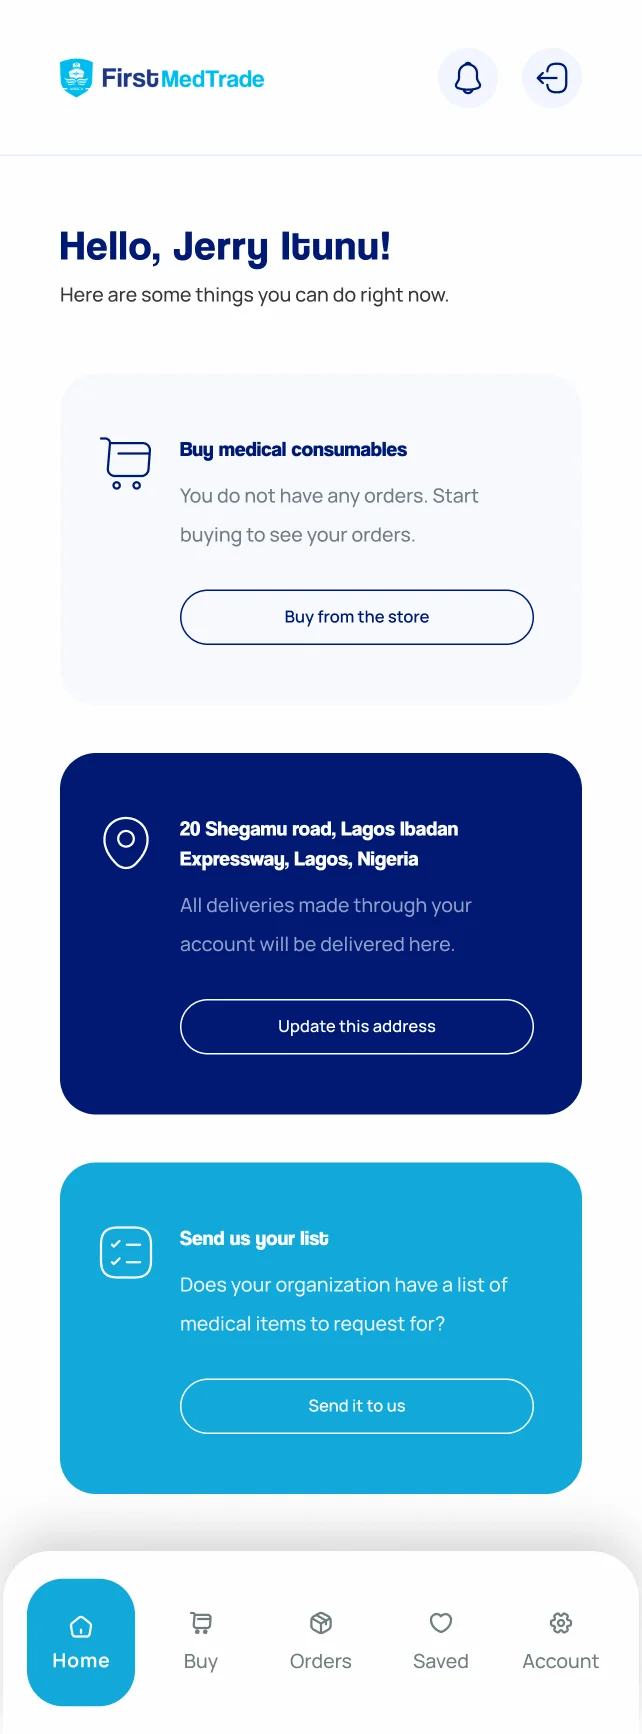 FirstMedTrade
Hello, Jerry Itunu!
Here are some things you can do right now.
Buy medical consumables
You do not have any orders. Start
buying to see your orders.
Buy from the store
20 Shegamu road, Lagos Ibadan
Expressway, Lagos, Nigeria
All deliveries made through your
account will be delivered here.
Update this address
Send us your list
Does your organization have a list of
medical items to request for?
Send it to us
Home
Buy
Orders
Saved
Account